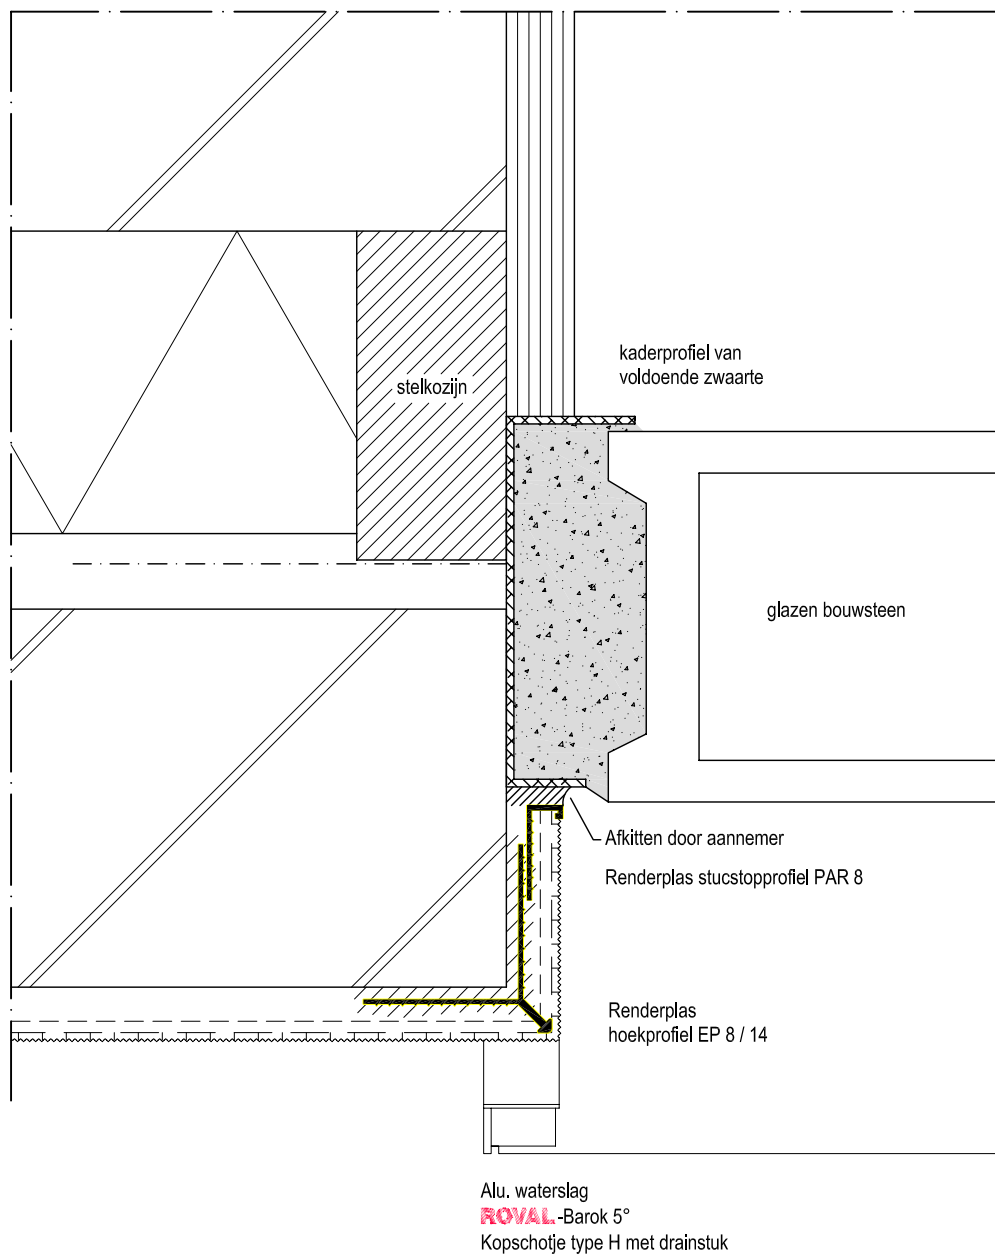 kaderprofiel van
voldoende zwaarte
stelkozijn
glazen bouwsteen
Afkitten door aannemer
Renderplas stucstopprofiel PAR 8
Renderplas
hoekprofiel EP 8 / 14
Alu. waterslag
ROVAL-Barok 5°
Kopschotje type H met drainstuk